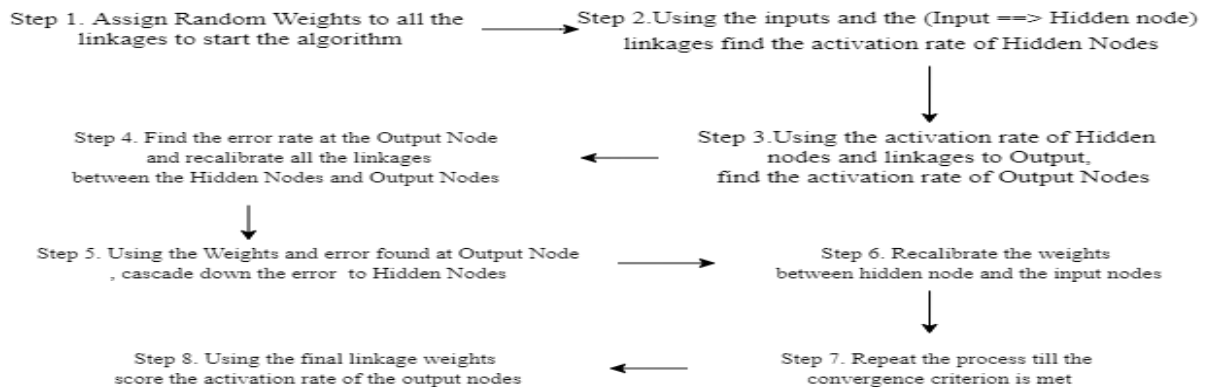 Step 1. Assign Random Weights to all the
linkages to start the algorithm
Step 2.Using the inputs and the (Input ==> Hidden node)
linkages find the activation rate of Hidden Nodes
Step 3.Using the activation rate of Hidden
nodes and linkages to Output,
find the activation rate of Output Nodes
Step 4. Find the error rate at the Output Node
and recalibrate all the linkages
between the Hidden Nodes and Output Nodes
Step 5. Using the Weights and error found at Output Node
, cascade down the error to Hidden Nodes
Step 6. Recalibrate the weights
between hidden node and the input nodes
Step 7. Repeat the process till the
convergence criterion is met
Step 8. Using the final linkage weights
score the activation rate of the output nodes